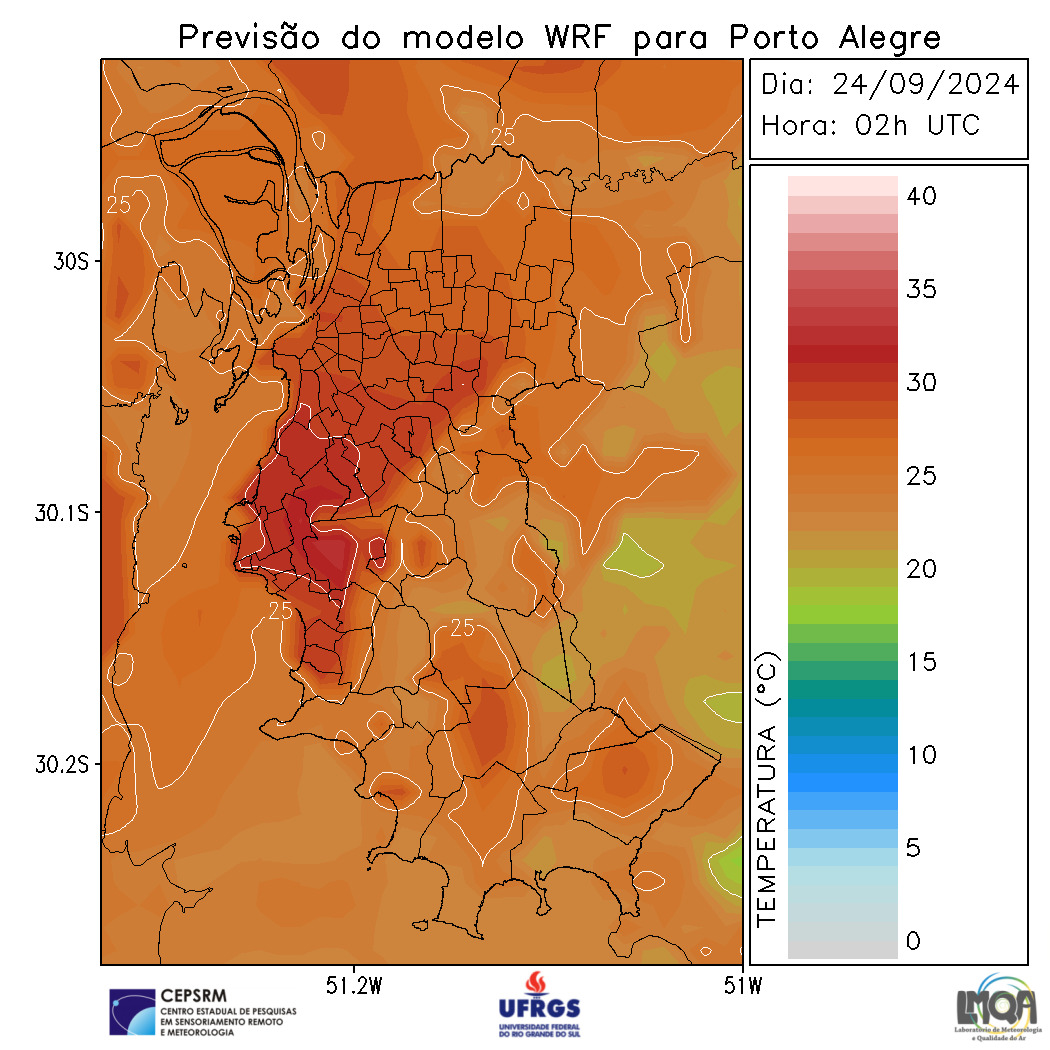 Previsão do modelo WRF para Porto Alegre
Dia: 24/09/2024
Hora: 02h UTC
25
25
25
25
30S
30.1S
30.2S
51.2W
51W
TEMPERATURA (°C)
40
35
30
25
20
15
10
5
0
CEPSRM
CENTRO ESTADUAL DE PESQUISAS
EM SENSORIAMENTO REMOTO
E METEOROLOGIA
UFRGS
UNIVERSIDADE FEDERAL
DO RIO GRANDE DO SUL
LMQA
Laboratório de Meteorologia
e Qualidade do Ar